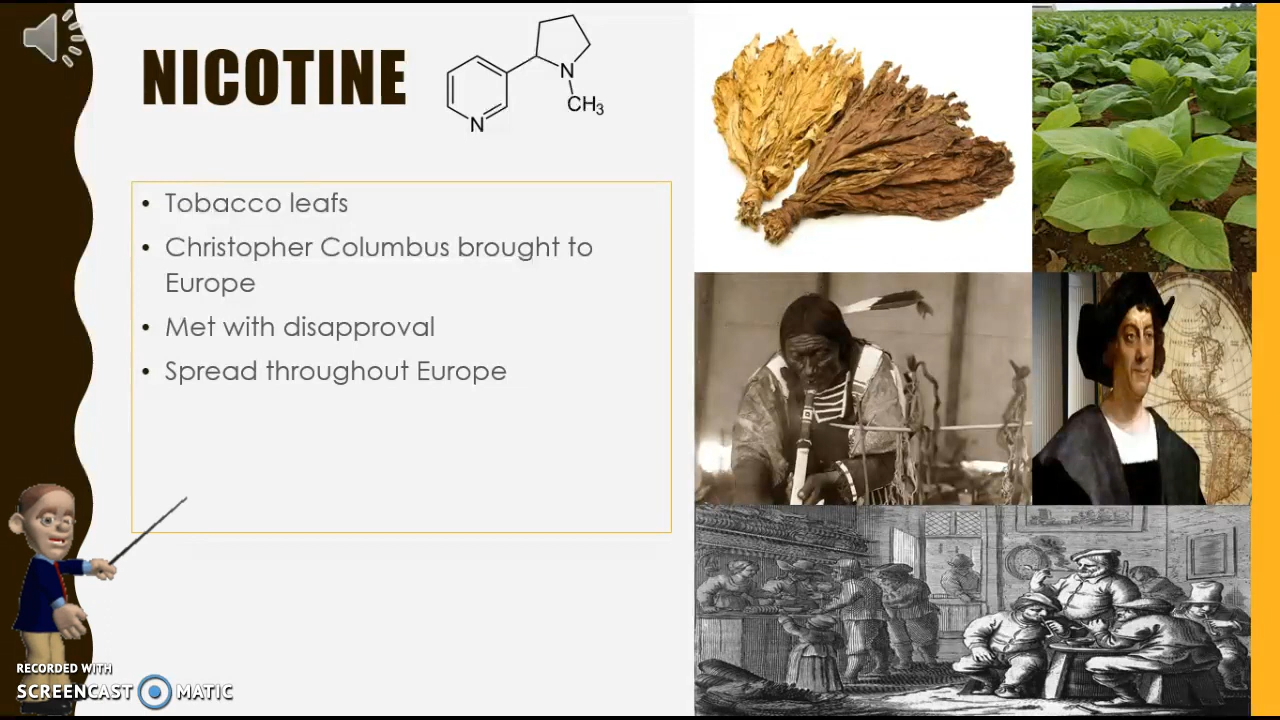 NICOTINE
N
CH3
N
• Tobacco leafs
• Christopher Columbus brought to
Europe
• Met with disapproval
• Spread throughout Europe
RECORDED WITH
SCREENCAST MATIC